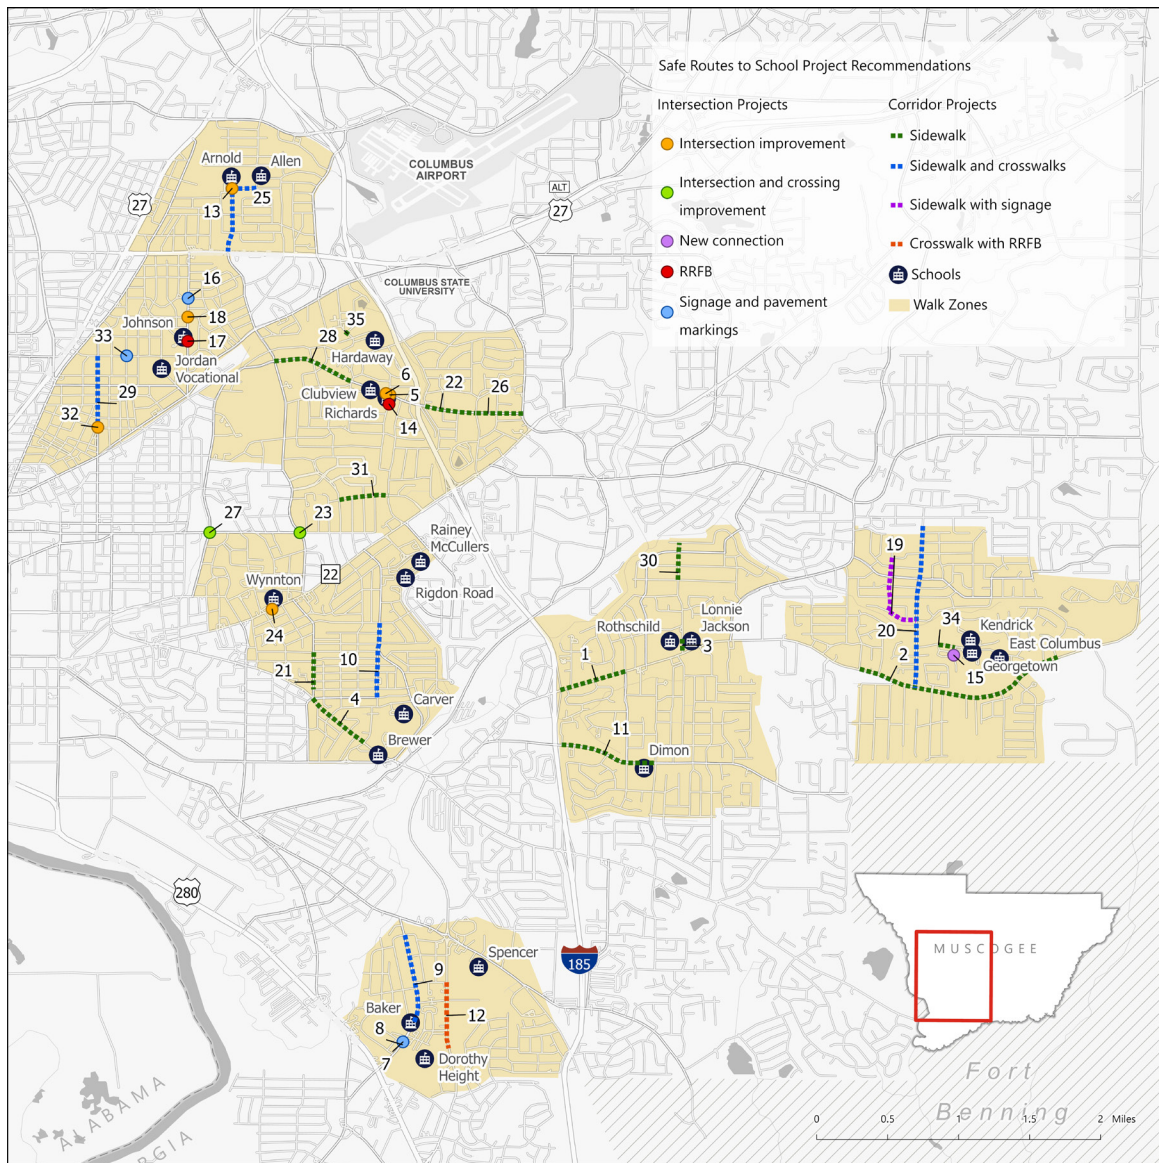 Safe Routes to School Project Recommendations
Intersection Projects
Intersection improvement
Intersection and crossing
improvement
New connection
RRFB
Signage and pavement
markings
Corridor Projects
Sidewalk
Sidewalk and crosswalks
Sidewalk with signage
Crosswalk with RRFB
Schools
Walk Zones
Arnold
Allen
COLUMBUS
AIRPORT
ALT
27
27
13
25
COLUMBUS STATE
UNIVERSITY
16
18
Johnson
17
33
Jordan
Vocational
29
32
35
28
Hardaway
Clubview
6
5
22
26
Richards
14
31
27
23
Rainey
McCullers
22
Rigdon Road
Wynnton
24
21
10
4
Carver
Brewer
30
Lonnie
Jackson
Rothschild
3
1
11
Dimon
19
34
Kendrick
East Columbus
20
2
Georgetown
15
280
185
Spencer
9
Baker
12
8
7
Dorothy
Height
MUSCOGEE
Fort
Benning
0
0.5
1
2
Miles
ALABAMA
RGIA